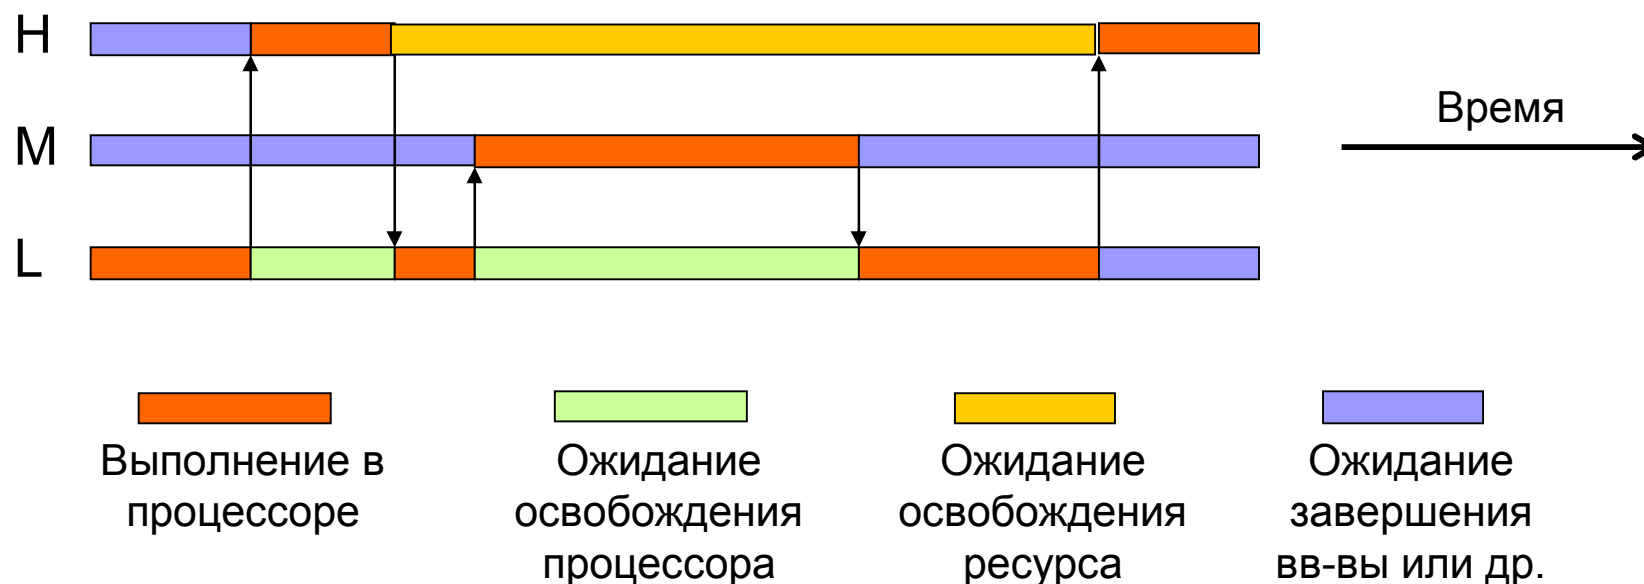 H
M
Время
L
Выполнение в
процессоре
Ожидание
освобождения
процессора
Ожидание
освобождения
ресурса
Ожидание
завершения
вв-вы или др.